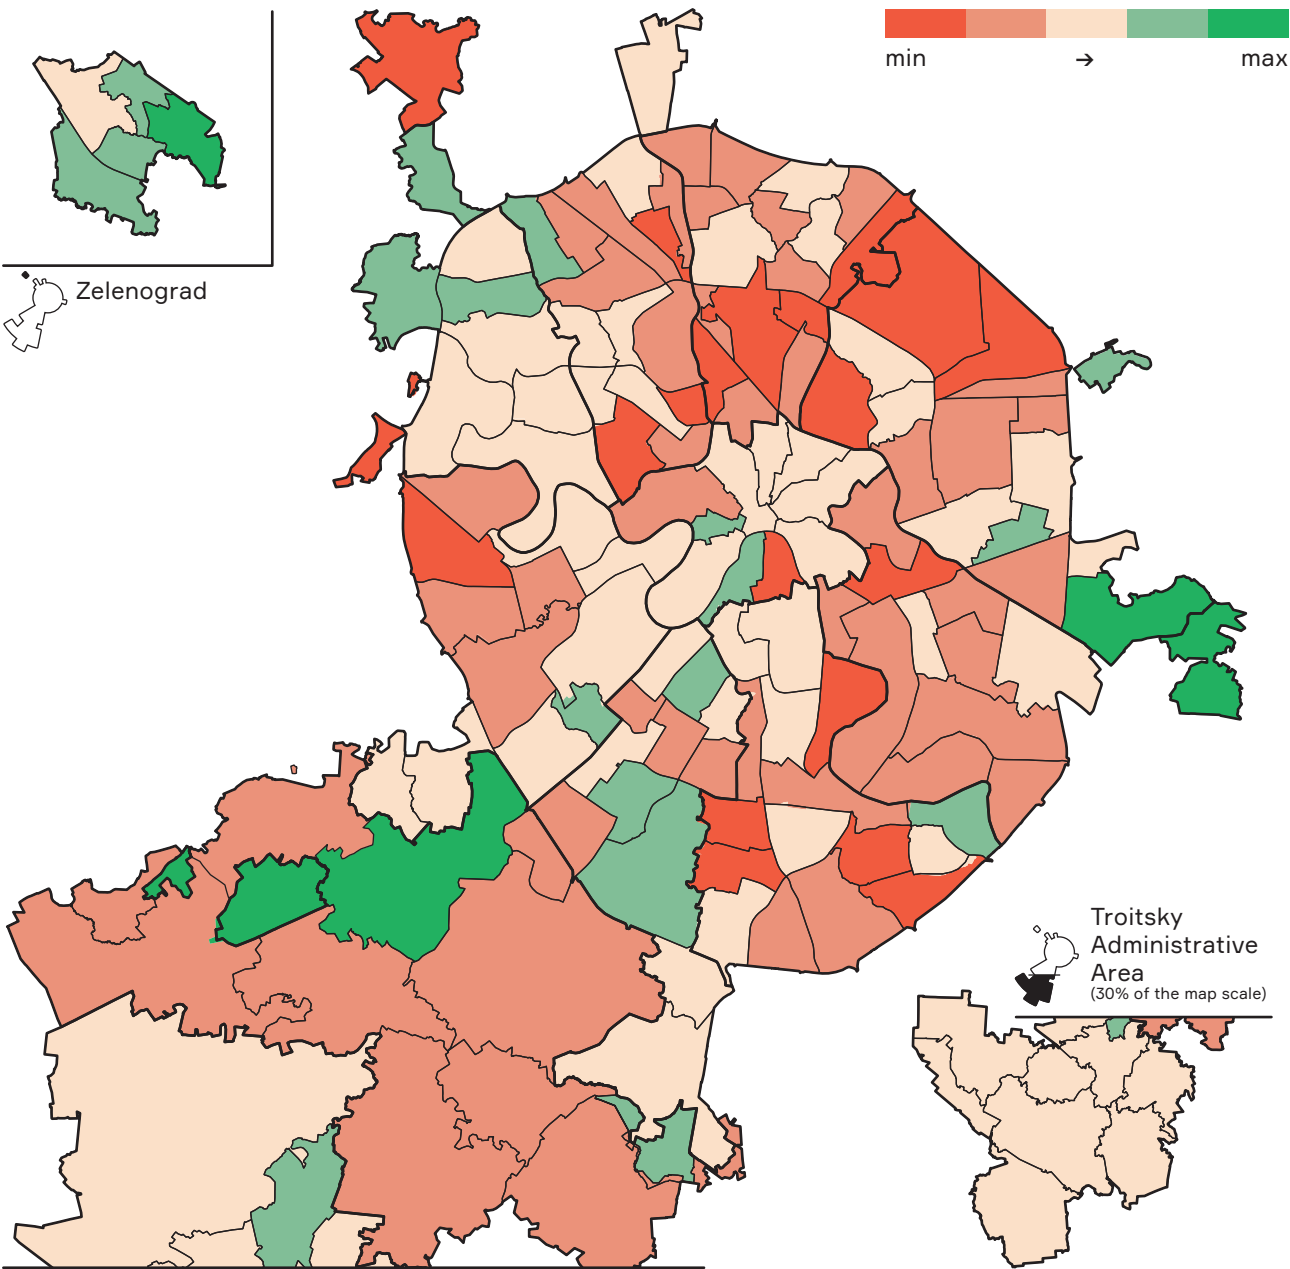 min → max
Zelenograd
Troitsky
Administrative
Area
(30% of the map scale)